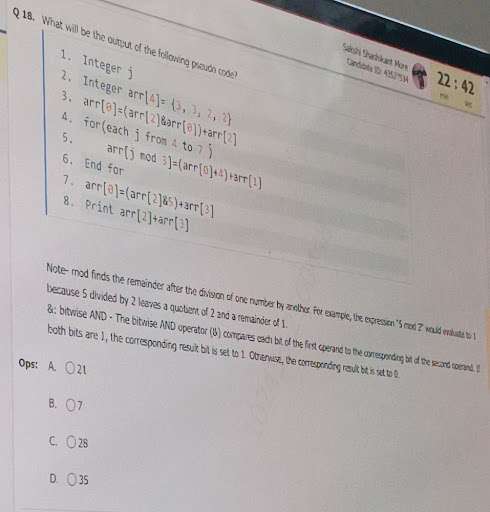 Sakshi Shashikant More
Candidate ID: 43527534
22 : 42
min sec
Q 18. What will be the output of the following pseudo code?
1. Integer j
2. Integer arr[4]= {3, 3, 2, 2}
3. arr[0]=(arr[2]&arr[0])+arr[2]
4. for(each j from 4 to 7 )
5. arr[j mod 3]=(arr[0]+4)+arr[1]
6. End for
7. arr[0]=(arr[2]&5)+arr[3]
8. Print arr[2]+arr[3]
Note- mod finds the remainder after the division of one number by another. For example, the expression "5 mod 2" would evaluate to 1
because 5 divided by 2 leaves a quotient of 2 and a remainder of 1.
&: bitwise AND - The bitwise AND operator (&) compares each bit of the first operand to the corresponding bit of the second operand. If
both bits are 1, the corresponding result bit is set to 1. Otherwise, the corresponding result bit is set to 0.
Ops: A. 21
B. 7
C. 28
D. 35